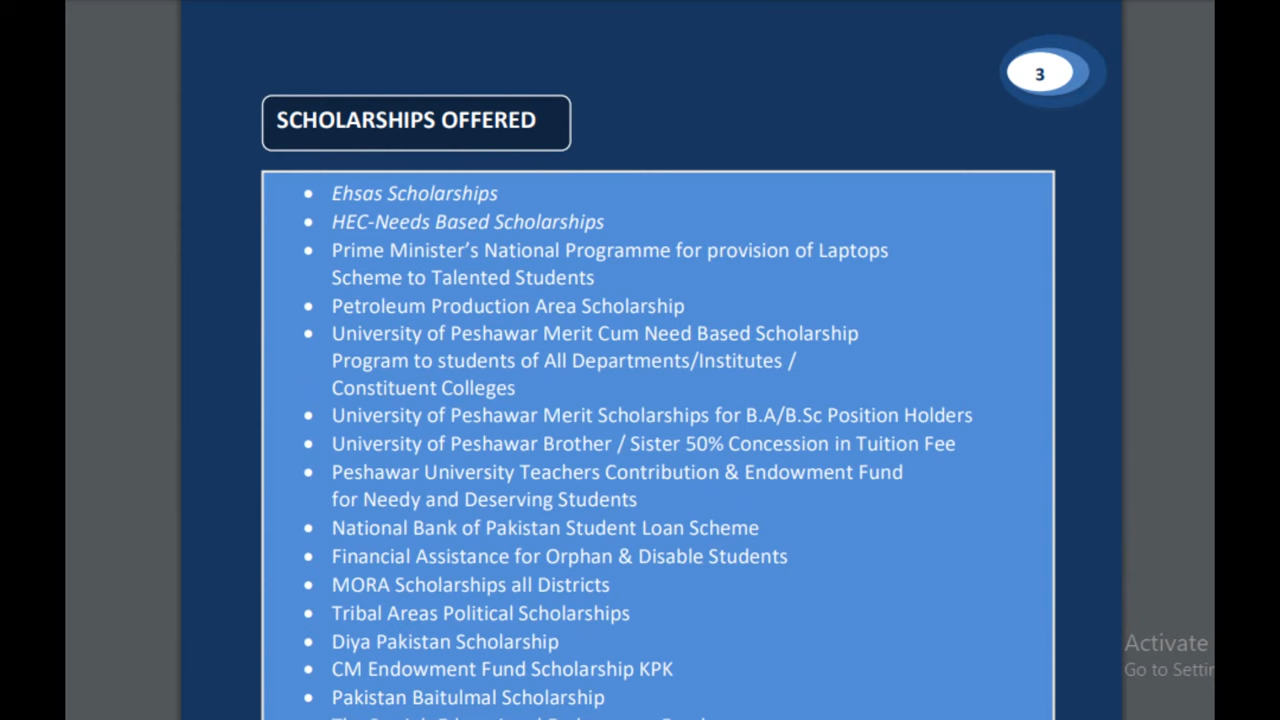 3
SCHOLARSHIPS OFFERED
• Ehsas Scholarships
• HEC-Needs Based Scholarships
• Prime Minister’s National Programme for provision of Laptops
Scheme to Talented Students
• Petroleum Production Area Scholarship
• University of Peshawar Merit Cum Need Based Scholarship
Program to students of All Departments/Institutes /
Constituent Colleges
• University of Peshawar Merit Scholarships for B.A/B.Sc Position Holders
• University of Peshawar Brother / Sister 50% Concession in Tuition Fee
• Peshawar University Teachers Contribution & Endowment Fund
for Needy and Deserving Students
• National Bank of Pakistan Student Loan Scheme
• Financial Assistance for Orphan & Disable Students
• MORA Scholarships all Districts
• Tribal Areas Political Scholarships
• Diya Pakistan Scholarship
• CM Endowment Fund Scholarship KPK
• Pakistan Baitulmal Scholarship
Activate
Go to Settin